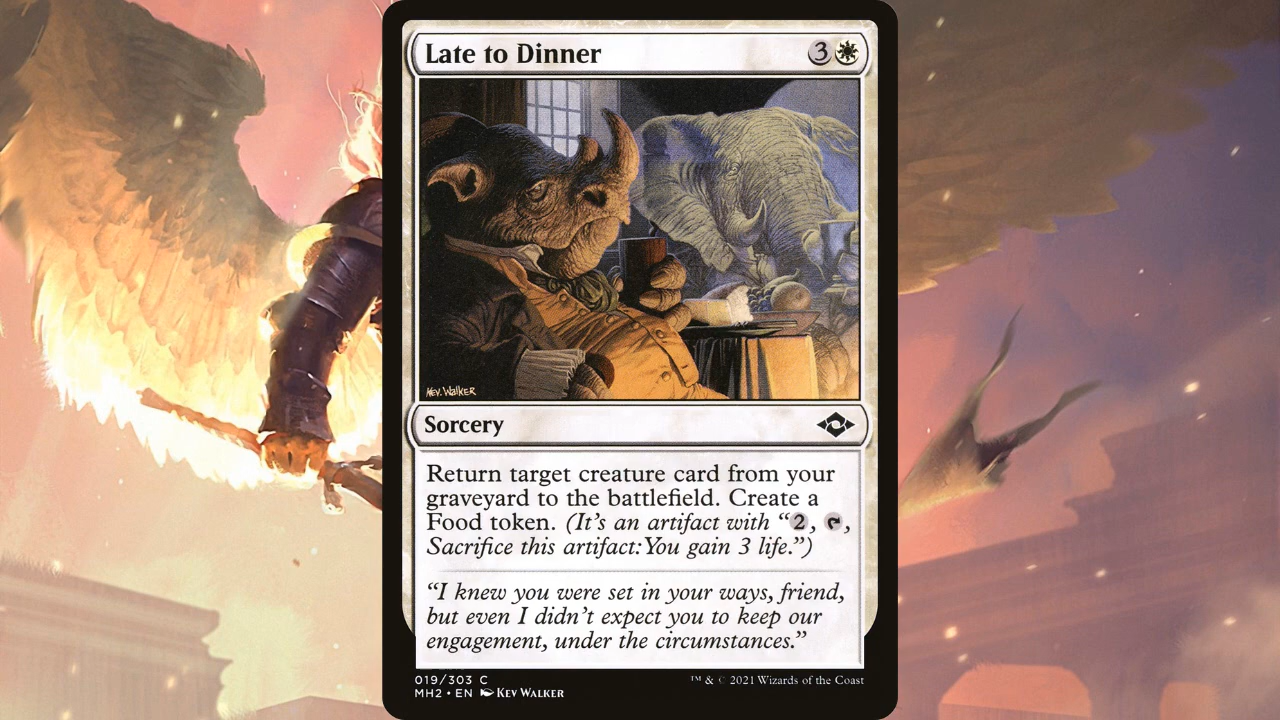 Late to Dinner 3
Kev. Walker
Sorcery
Return target creature card from your
graveyard to the battlefield. Create a
Food token. (It's an artifact with “2, ,
Sacrifice this artifact:You gain 3 life.”)
“I knew you were set in your ways, friend,
but even I didn't expect you to keep our
engagement, under the circumstances.”
019/303 C
™ & © 2021 Wizards of the Coast
MH2 • EN Kev Walker